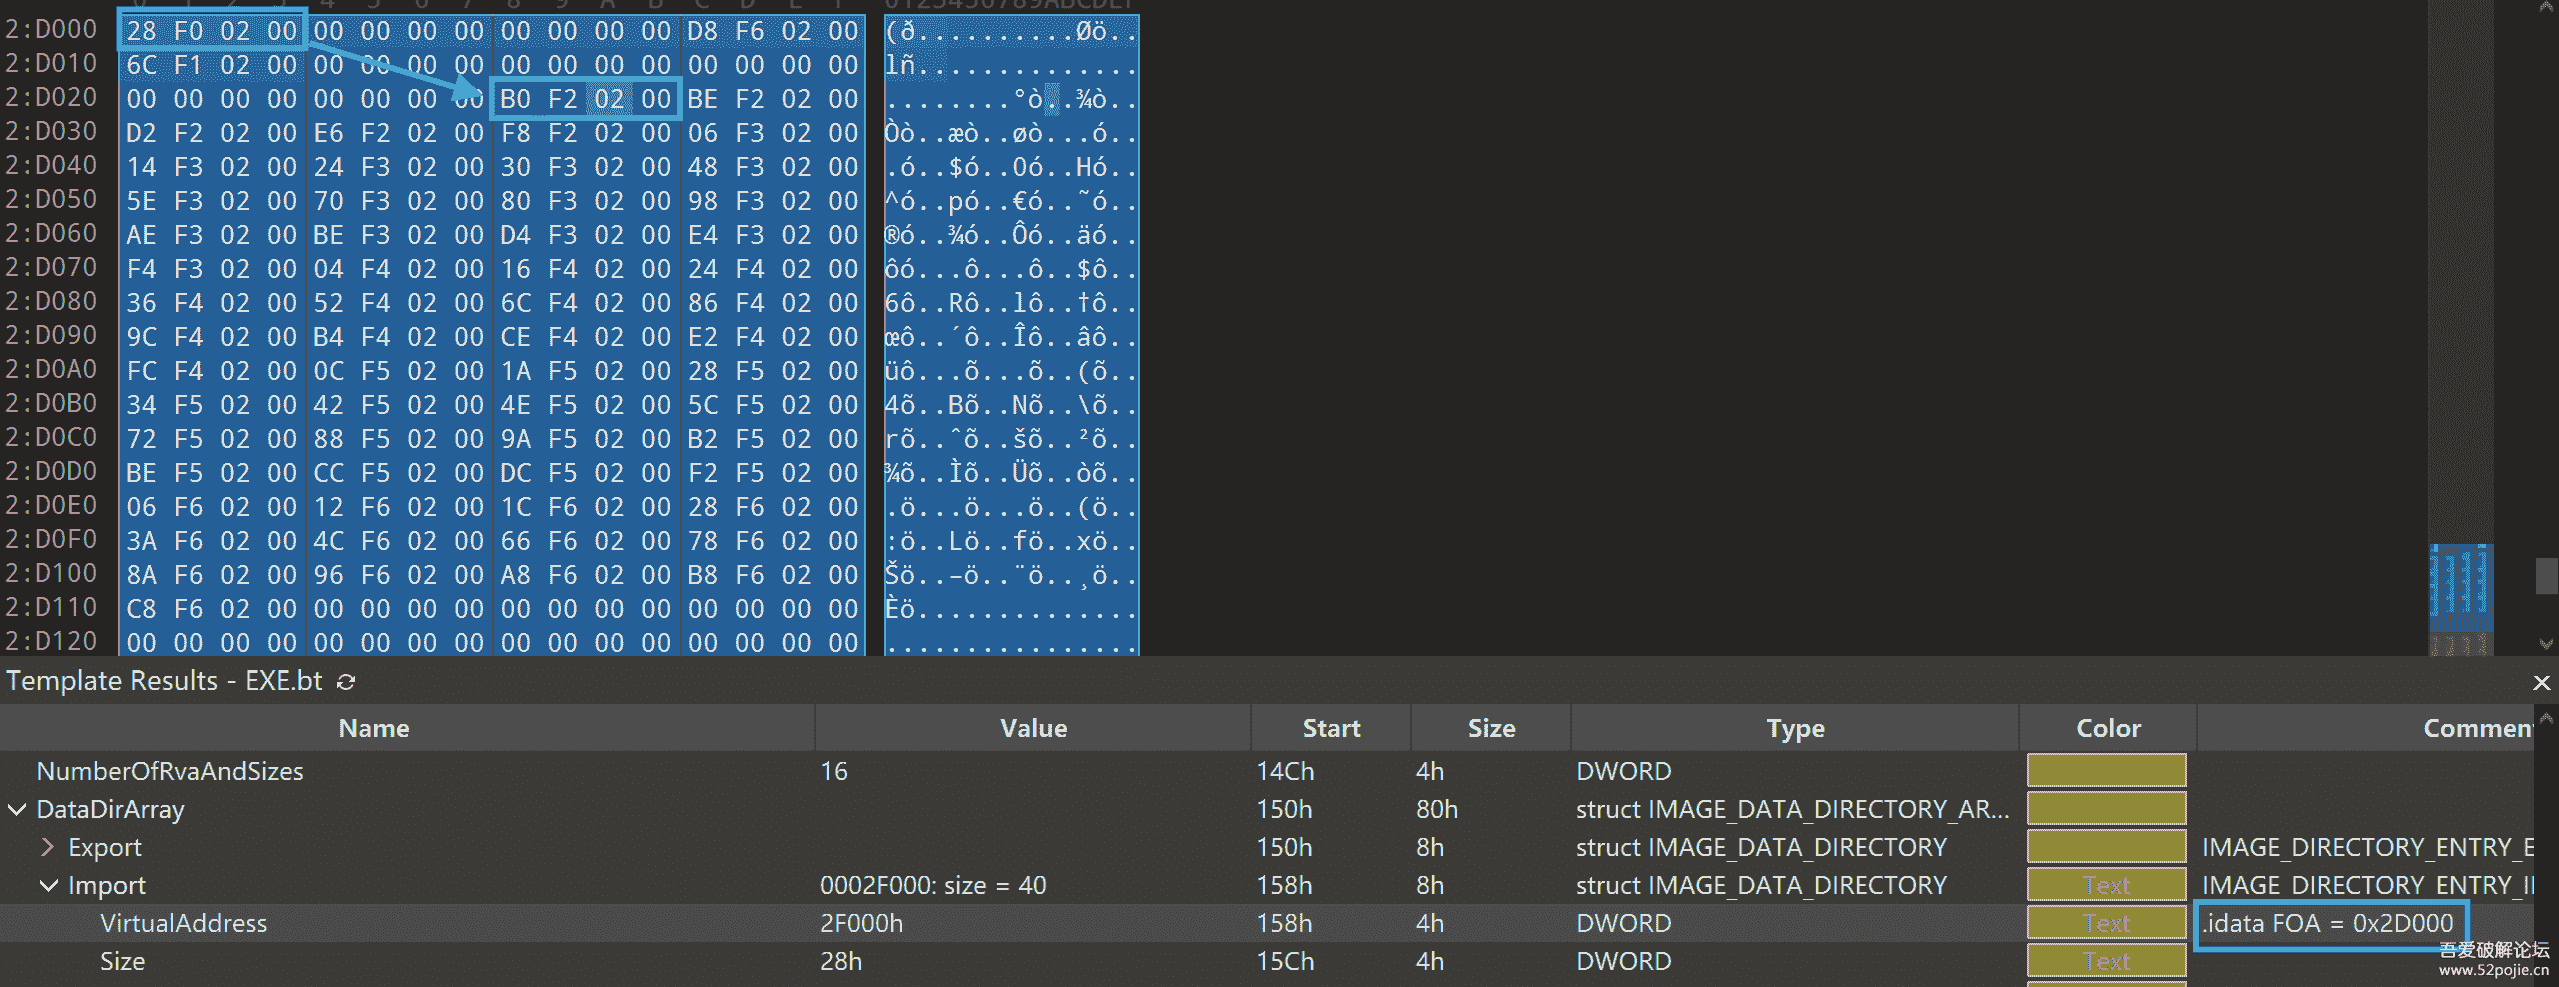 2:D000 28 F0 02 00 00 00 00 00 00 00 00 00 D8 F6 02 00 (ð..........Øö..
2:D010 6C F1 02 00 00 00 00 00 00 00 00 00 00 00 00 00 lñ..............
2:D020 00 00 00 00 00 00 00 00 B0 F2 02 00 BE F2 02 00 ........°ò..¾ò..
2:D030 D2 F2 02 00 E6 F2 02 00 F8 F2 02 00 06 F3 02 00 Òò..æò..øò...ó..
2:D040 14 F3 02 00 24 F3 02 00 30 F3 02 00 48 F3 02 00 .ó..$ó..0ó..Hó..
2:D050 5E F3 02 00 70 F3 02 00 80 F3 02 00 98 F3 02 00 ^ó..pó..€ó..˜ó..
2:D060 AE F3 02 00 BE F3 02 00 D4 F3 02 00 E4 F3 02 00 ®ó..¾ó..Ôó..äó..
2:D070 F4 F3 02 00 04 F4 02 00 16 F4 02 00 24 F4 02 00 ôó...ô...ô..$ô..
2:D080 36 F4 02 00 52 F4 02 00 6C F4 02 00 86 F4 02 00 6ô..Rô..lô..†ô..
2:D090 9C F4 02 00 B4 F4 02 00 CE F4 02 00 E2 F4 02 00 œô..´ô..Îô..âô..
2:D0A0 FC F4 02 00 0C F5 02 00 1A F5 02 00 28 F5 02 00 üô...õ...õ..(õ..
2:D0B0 34 F5 02 00 42 F5 02 00 4E F5 02 00 5C F5 02 00 4õ..Bõ..Nõ..\õ..
2:D0C0 72 F5 02 00 88 F5 02 00 9A F5 02 00 B2 F5 02 00 rõ..ˆõ..šõ..²õ..
2:D0D0 BE F5 02 00 CC F5 02 00 DC F5 02 00 F2 F5 02 00 ¾õ..Ìõ..Üõ..òõ..
2:D0E0 06 F6 02 00 12 F6 02 00 1C F6 02 00 28 F6 02 00 .ö...ö...ö..(ö..
2:D0F0 3A F6 02 00 4C F6 02 00 66 F6 02 00 78 F6 02 00 :ö..Lö..fö..xö..
2:D100 8A F6 02 00 96 F6 02 00 A8 F6 02 00 B8 F6 02 00 Šö..–ö..¨ö..¸ö..
2:D110 C8 F6 02 00 00 00 00 00 00 00 00 00 00 00 00 00 Èö..............
2:D120 00 00 00 00 00 00 00 00 00 00 00 00 00 00 00 00 ................
Template Results - EXE.bt
Name Value Start Size Type Color Commen
NumberOfRvaAndSizes 16 14Ch 4h DWORD
DataDirArray 150h 80h struct IMAGE_DATA_DIRECTORY_AR...
Export 150h 8h struct IMAGE_DATA_DIRECTORY IMAGE_DIRECTORY_ENTRY_E
Import 0002F000: size = 40 158h 8h struct IMAGE_DATA_DIRECTORY Text IMAGE_DIRECTORY_ENTRY_I
VirtualAddress 2F000h 158h 4h DWORD Text .idata FOA = 0x2D000
Size 28h 15Ch 4h DWORD Text
吾爱破解论坛
www.52pojie.cn